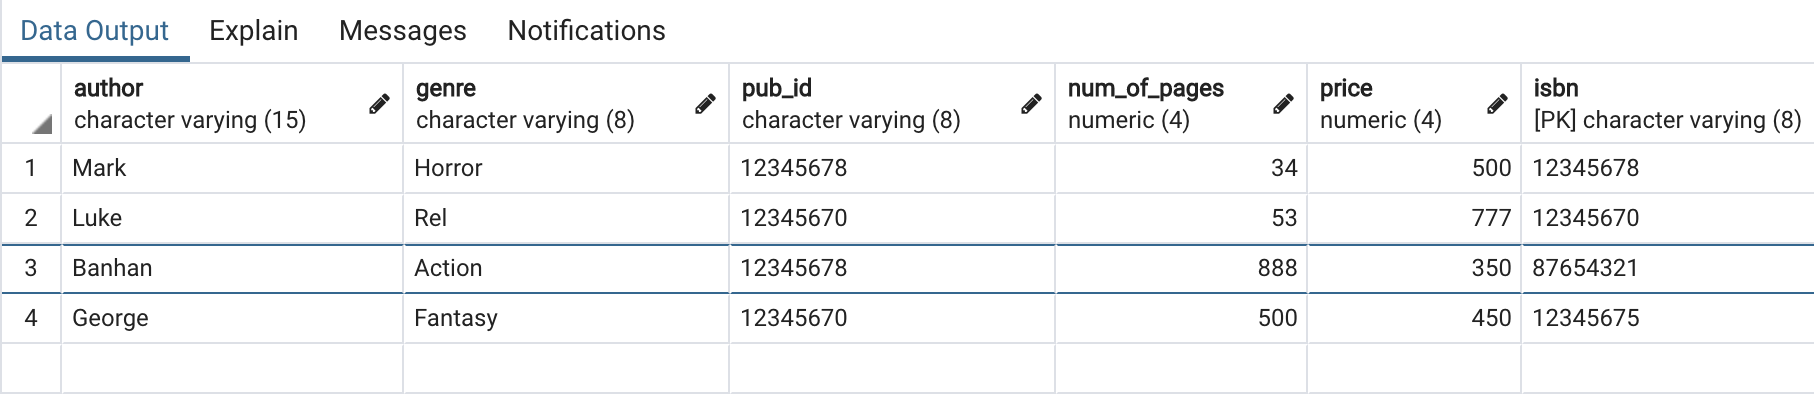 Data Output Explain Messages Notifications
author genre pub_id num_of_pages price isbn
character varying (15) character varying (8) character varying (8) numeric (4) numeric (4) [PK] character varying (8)
1 Mark Horror 12345678 34 500 12345678
2 Luke Rel 12345670 53 777 12345670
3 Banhan Action 12345678 888 350 87654321
4 George Fantasy 12345670 500 450 12345675